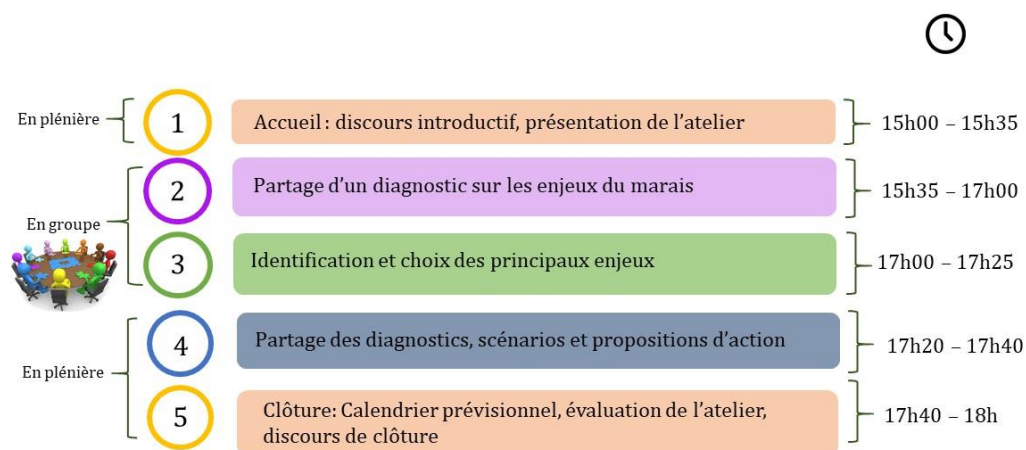 En plénière
1
Accueil : discours introductif, présentation de l'atelier
15h00 – 15h35
2
Partage d'un diagnostic sur les enjeux du marais
15h35 – 17h00
En groupe
3
Identification et choix des principaux enjeux
17h00 – 17h25
4
Partage des diagnostics, scénarios et propositions d'action
17h20 – 17h40
En plénière
5
Clôture: Calendrier prévisionnel, évaluation de l'atelier,
discours de clôture
17h40 – 18h